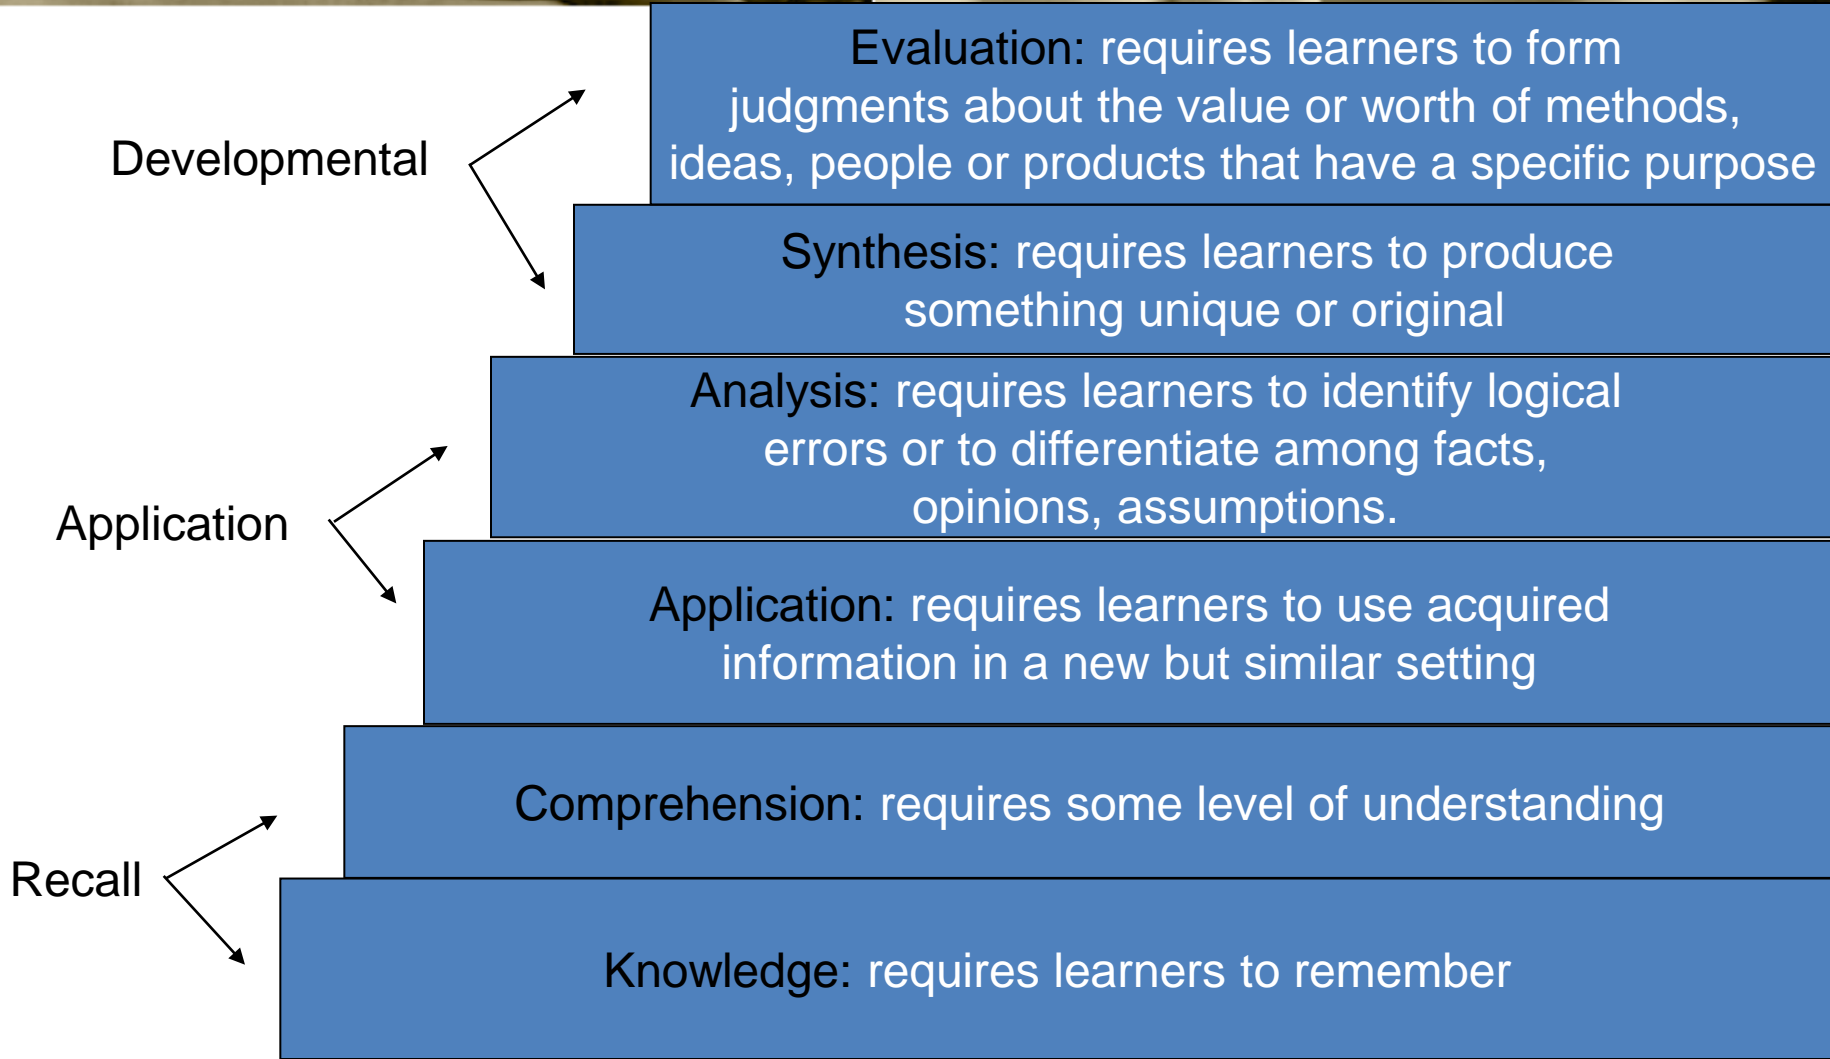 Evaluation: requires learners to form
judgments about the value or worth of methods,
ideas, people or products that have a specific purpose
Developmental
Synthesis: requires learners to produce
something unique or original
Analysis: requires learners to identify logical
errors or to differentiate among facts,
opinions, assumptions.
Application
Application: requires learners to use acquired
information in a new but similar setting
Comprehension: requires some level of understanding
Recall
Knowledge: requires learners to remember